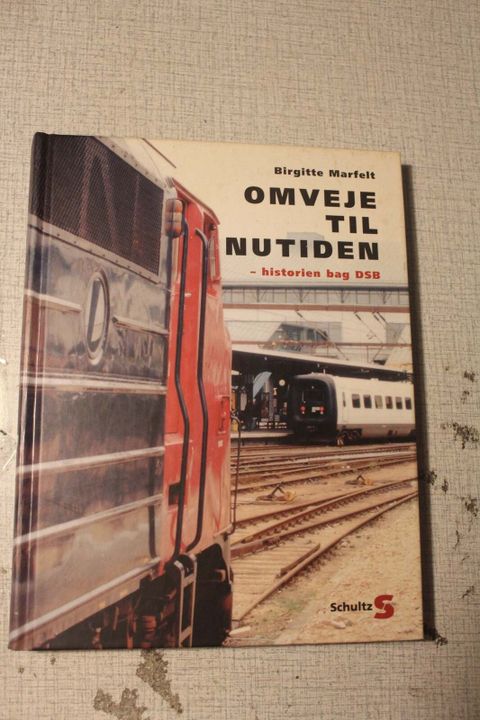 Birgitte Marfelt
OMVEJE
TIL
NUTIDEN
- historien bag DSB
Schultz